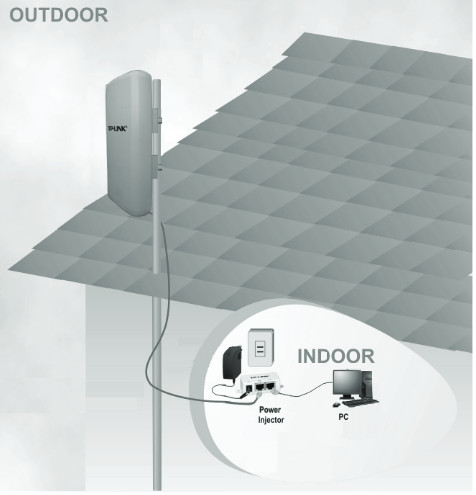 OUTDOOR
TP-LINK®
INDOOR
Power
Injector
PC